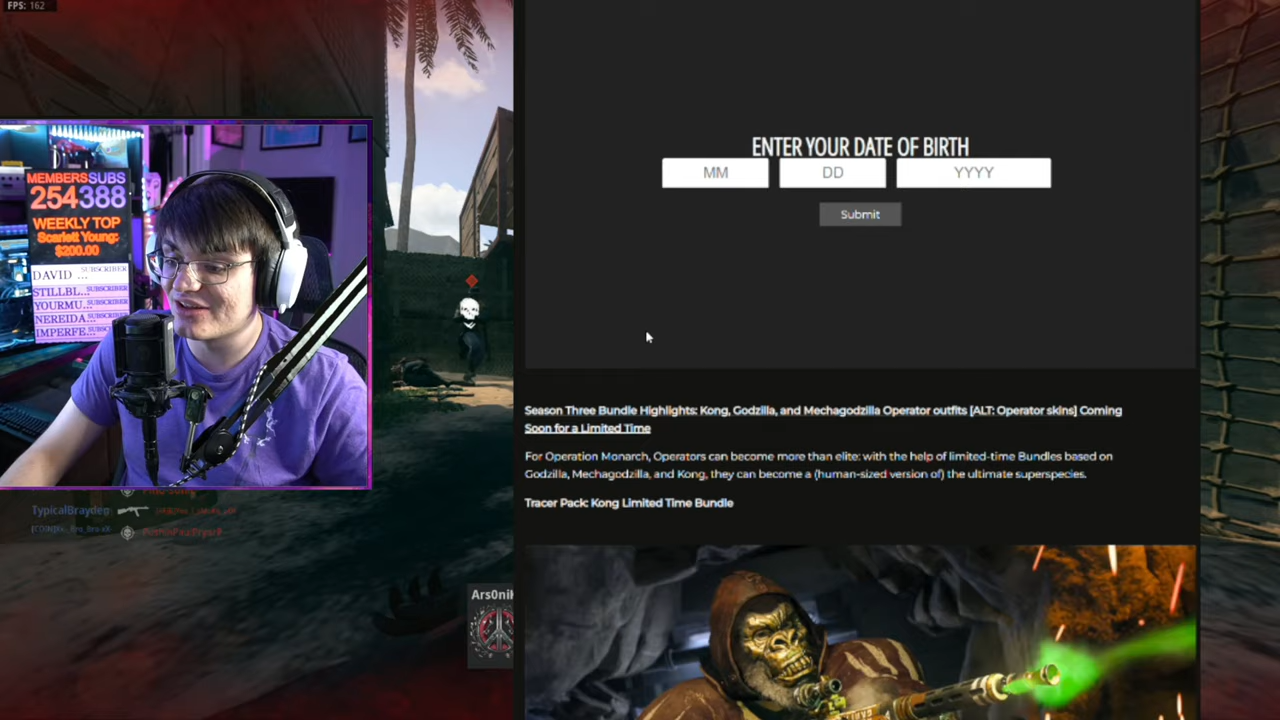 FPS: 162
MEMBERS SUBS
254 388
WEEKLY TOP
Scarlett Young:
$200.00
DAVID ... SUBSCRIBER
STILLBL... SUBSCRIBER
YOURMU... SUBSCRIBER
NEREIDA... SUBSCRIBER
IMPERFE... SUBSCRIBER
TypicalBrayden
ENTER YOUR DATE OF BIRTH
MM DD YYYY
Submit
Season Three Bundle Highlights: Kong, Godzilla, and Mechagodzilla Operator outfits [ALT: Operator skins] Coming
Soon for a Limited Time
For Operation Monarch, Operators can become more than elite: with the help of limited-time Bundles based on
Godzilla, Mechagodzilla, and Kong, they can become a (human-sized version of) the ultimate superspecies.
Tracer Pack: Kong Limited Time Bundle